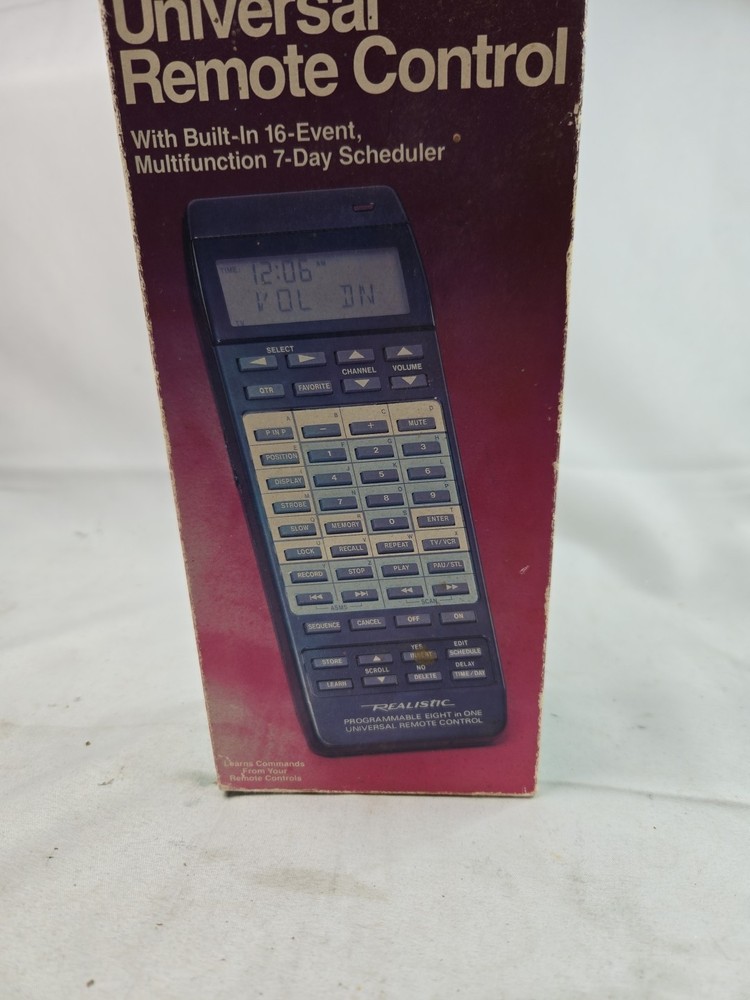 Universal
Remote Control
With Built-In 16-Event,
Multifunction 7-Day Scheduler
TIME 12:06 AM
VOL DN
SELECT
CHANNEL VOLUME
OTR FAVORITE
A B C D
P IN P − + MUTE
POSITION 1 2 3
DISPLAY 4 5 6
STROBE 7 8 9
SLOW MEMORY 0 ENTER
LOCK RECALL REPEAT TV/VCR
RECORD STOP PLAY PAU/STL
SCAN
SEQUENCE CANCEL OFF ON
YES EDIT
STORE INSERT SCHEDULE
SCROLL NO DELAY
LEARN DELETE TIME/DAY
REALISTIC
PROGRAMMABLE EIGHT in ONE
UNIVERSAL REMOTE CONTROL
Learns Commands
From Your
Remote Controls